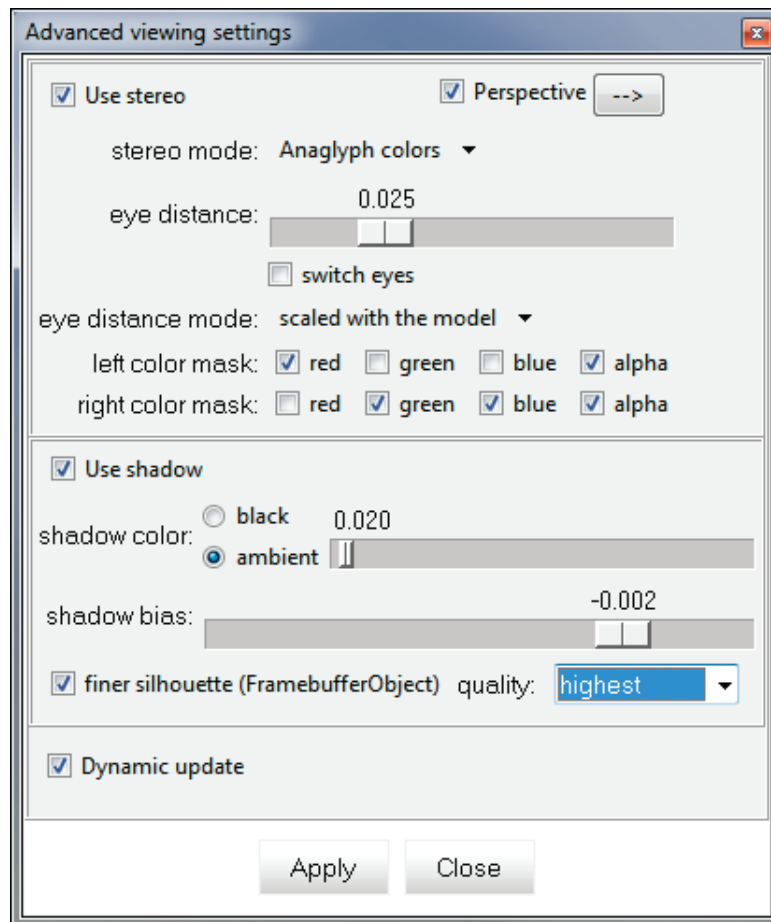 Advanced viewing settings
Use stereo Perspective -->
stereo mode: Anaglyph colors
0.025
eye distance:
switch eyes
eye distance mode: scaled with the model
left color mask: red green blue alpha
right color mask: red green blue alpha
Use shadow
black 0.020
shadow color:
ambient
-0.002
shadow bias:
finer silhouette (FramebufferObject) quality: highest
Dynamic update
Apply Close